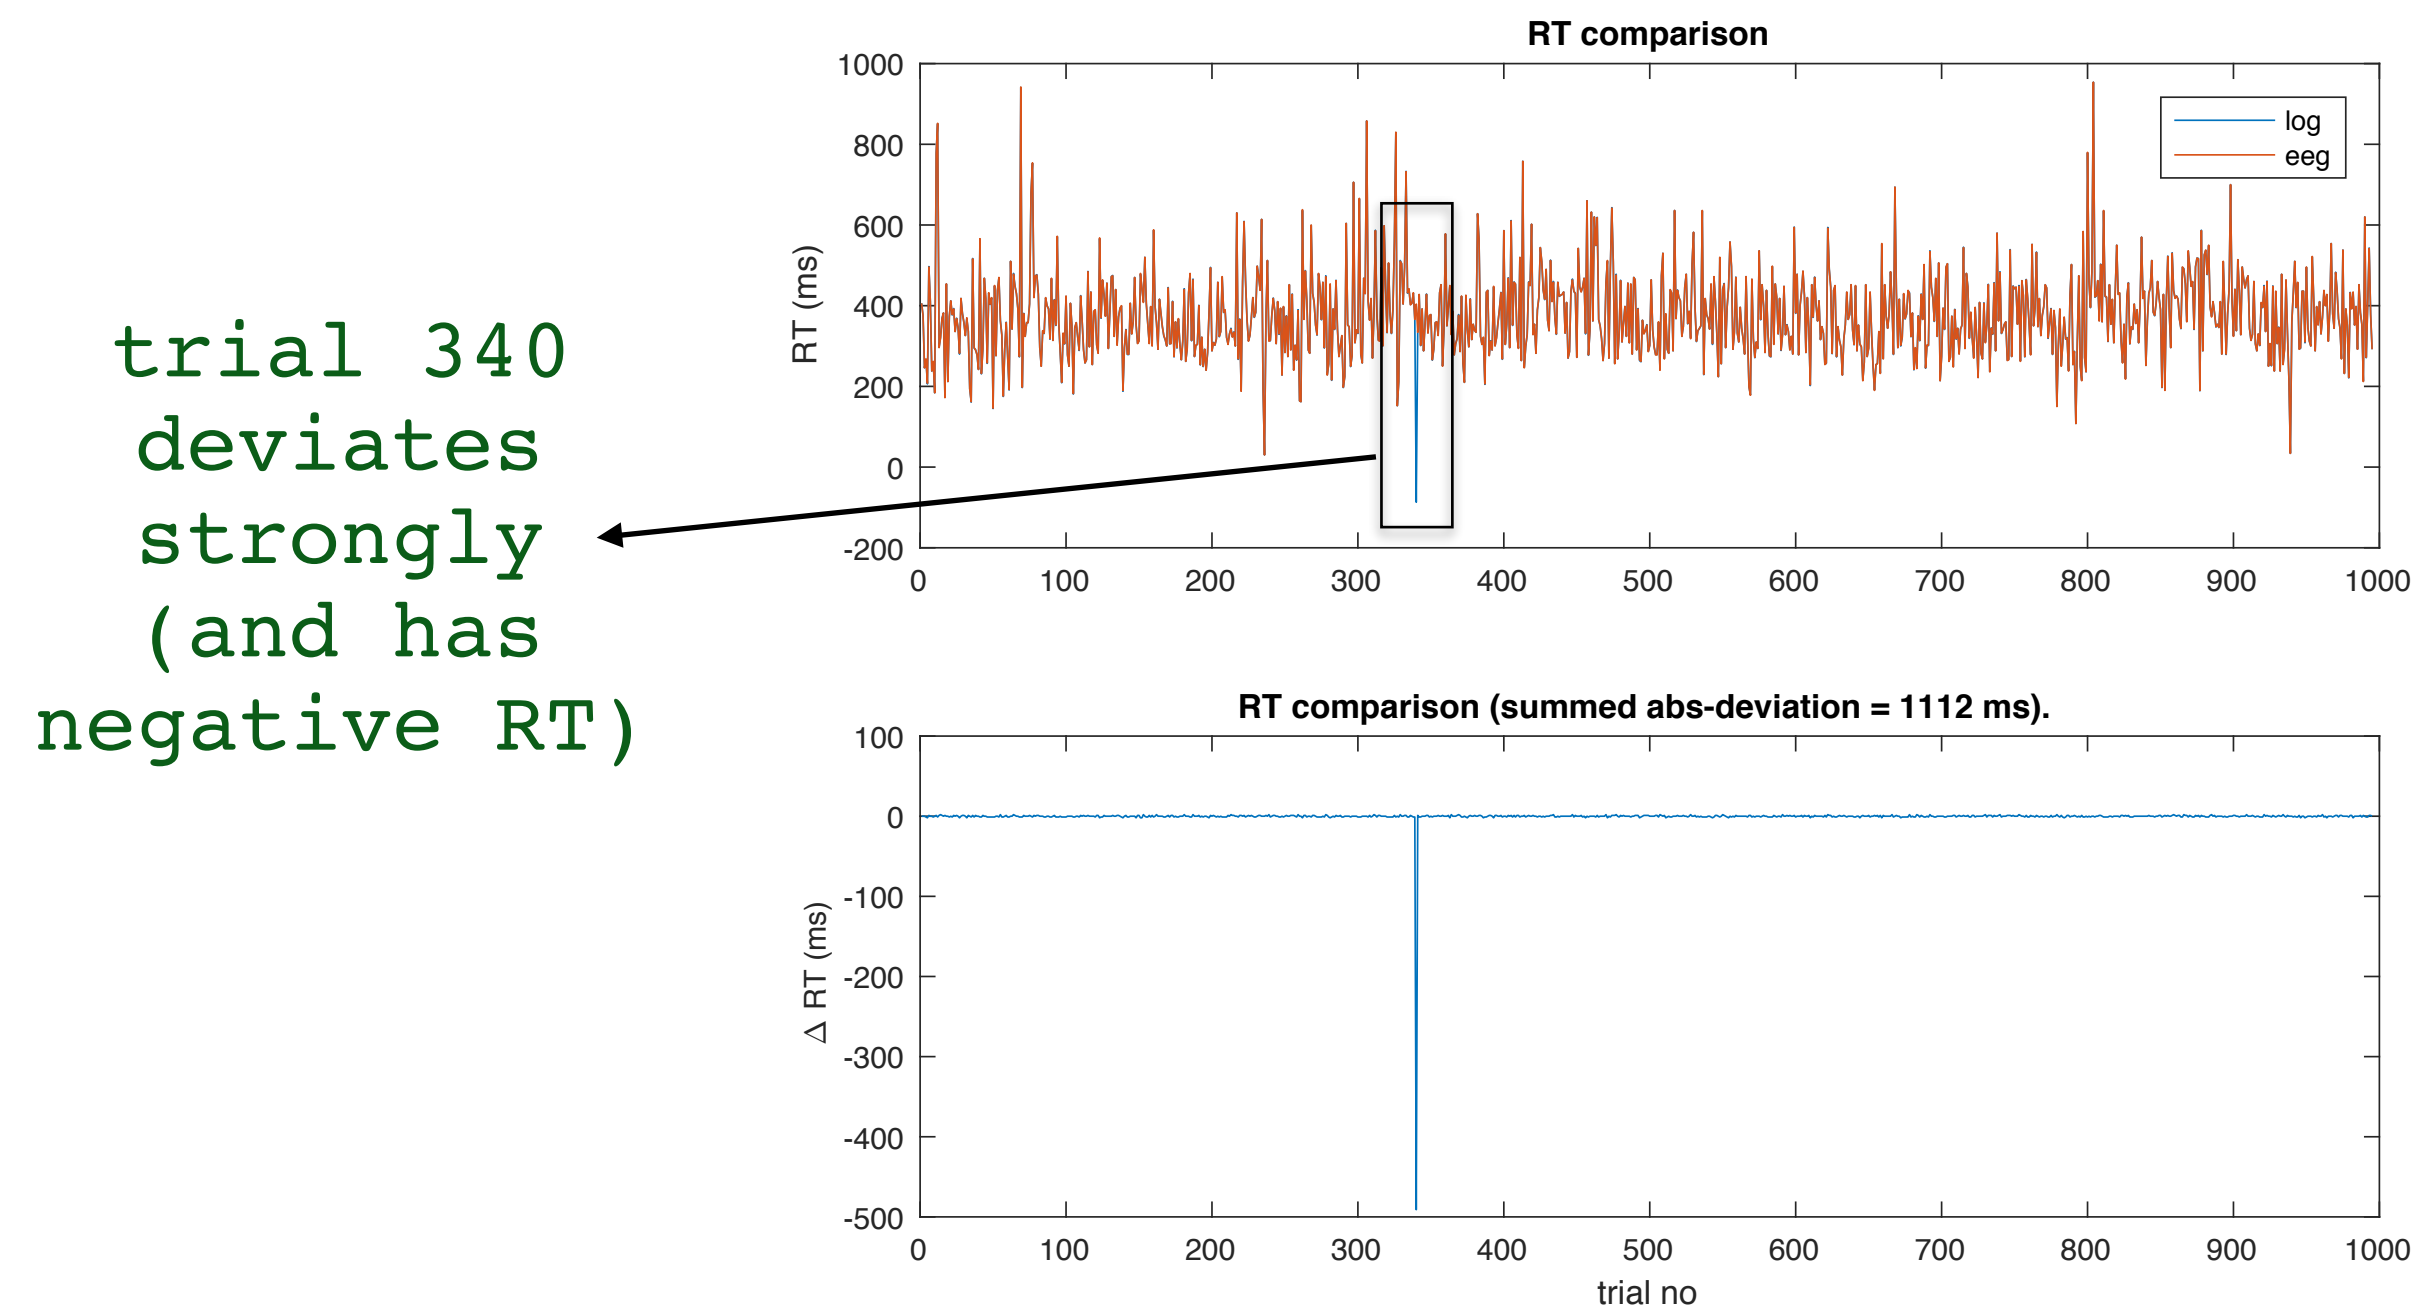 trial 340
deviates
strongly
(and has
negative RT)
RT comparison
1000
800
600
400
200
0
-200
RT (ms)
log
eeg
0 100 200 300 400 500 600 700 800 900 1000
RT comparison (summed abs-deviation = 1112 ms).
100
0
-100
-200
-300
-400
-500
Δ RT (ms)
0 100 200 300 400 500 600 700 800 900 1000
trial no